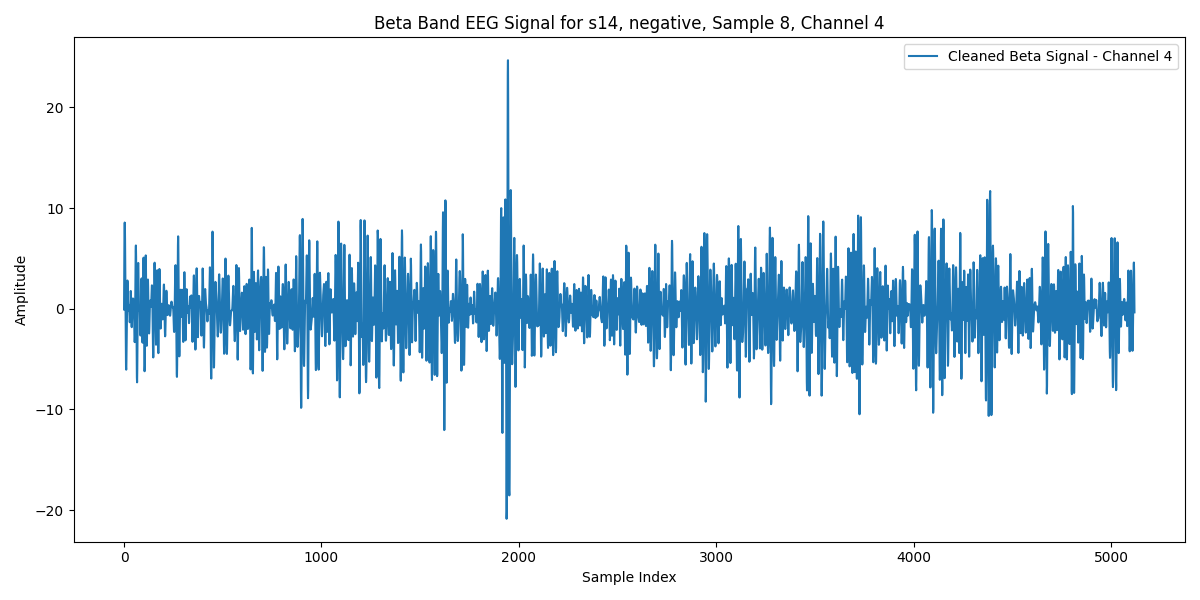 Beta Band EEG Signal for s14, negative, Sample 8, Channel 4
Cleaned Beta Signal - Channel 4
Amplitude
20
10
0
−10
−20
0 1000 2000 3000 4000 5000
Sample Index